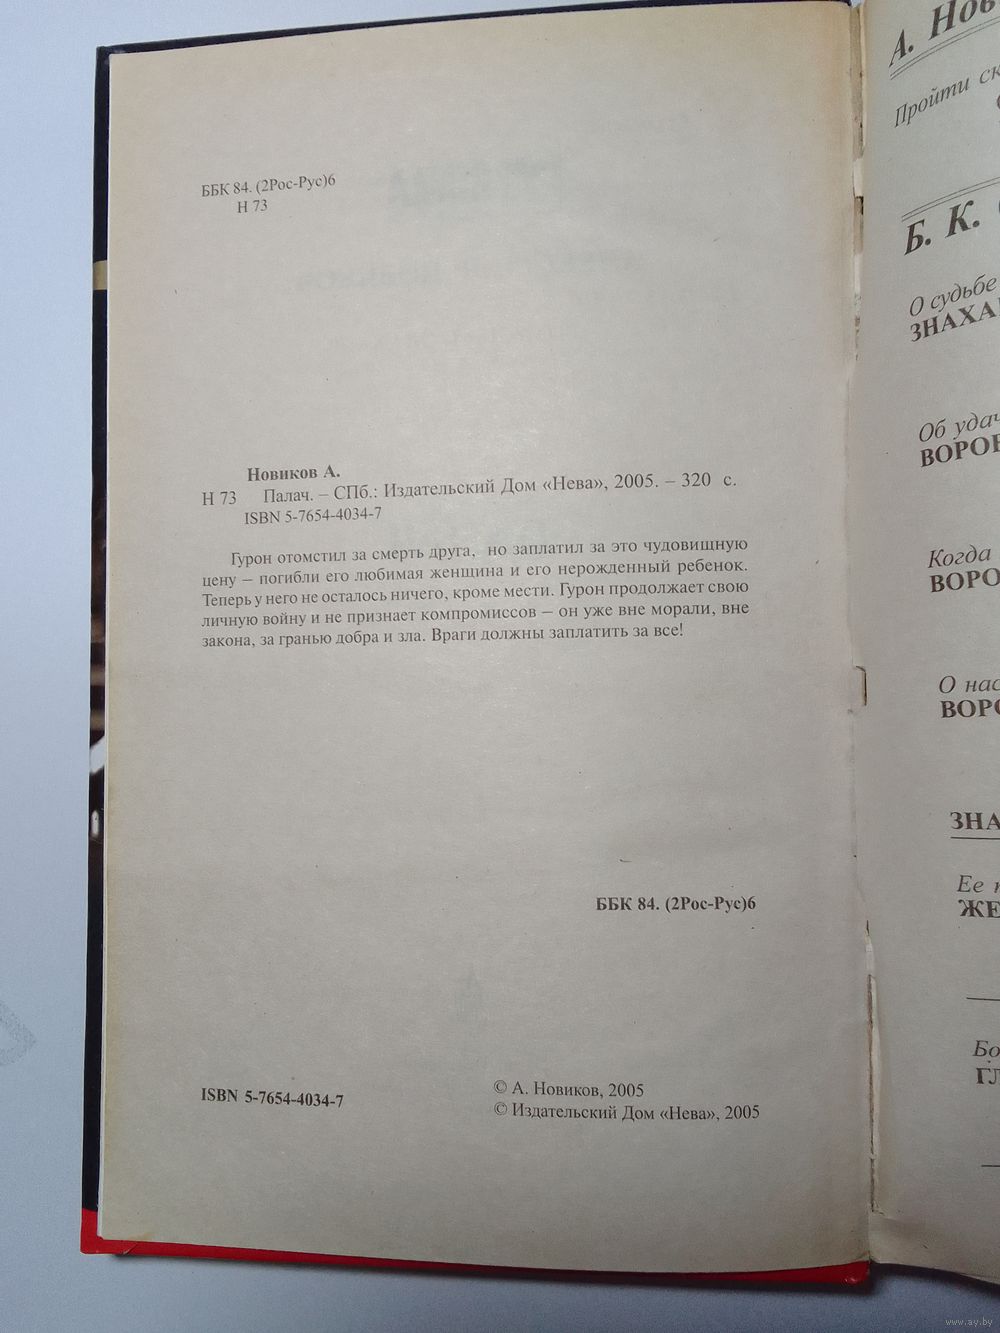 ББК 84. (2Рос-Рус)6
Н 73
Новиков А.
Н 73 Палач. – СПб.: Издательский Дом «Нева», 2005. – 320 с.
ISBN 5-7654-4034-7
Гурон отомстил за смерть друга, но заплатил за это чудовищную
цену – погибли его любимая женщина и его нерожденный ребенок.
Теперь у него не осталось ничего, кроме мести. Гурон продолжает свою
личную войну и не признает компромиссов – он уже вне морали, вне
закона, за гранью добра и зла. Враги должны заплатить за все!
ББК 84. (2Рос-Рус)6
ISBN 5-7654-4034-7
© А. Новиков, 2005
© Издательский Дом «Нева», 2005
А. Нов
Пройти ск
Б. К.
О судьбе
ЗНАХА
Об удач
ВОРО
Когда
ВОРО
О нас
ВОРО
ЗНА
Ее
ЖЕ
Бо
ГЛ
www.ay.by